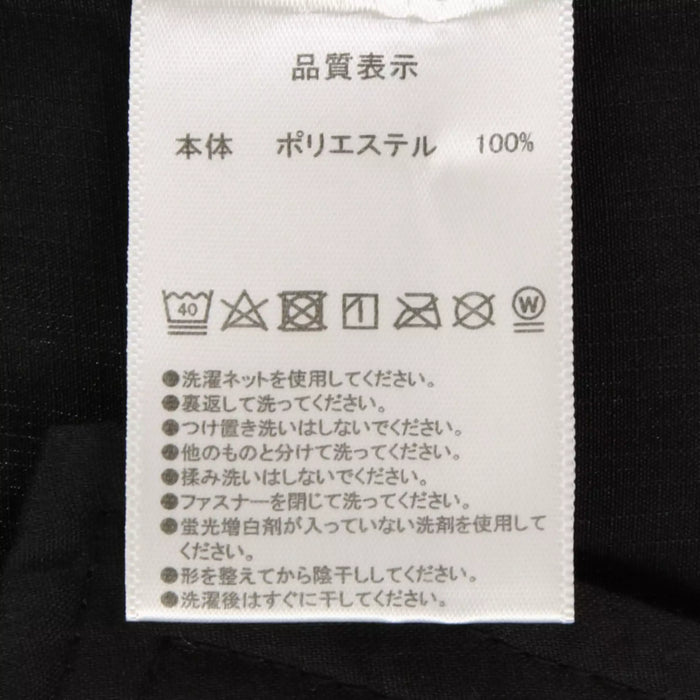 品質表示
本体 ポリエステル 100%
40 W
●洗濯ネットを使用してください。
●裏返して洗ってください。
●つけ置き洗いはしないでください。
●他のものと分けて洗ってください。
●揉み洗いはしないでください。
●ファスナーを閉じて洗ってください。
●蛍光増白剤が入っていない洗剤を使用して
ください。
●形を整えてから陰干ししてください。
●洗濯後はすぐに干してください。